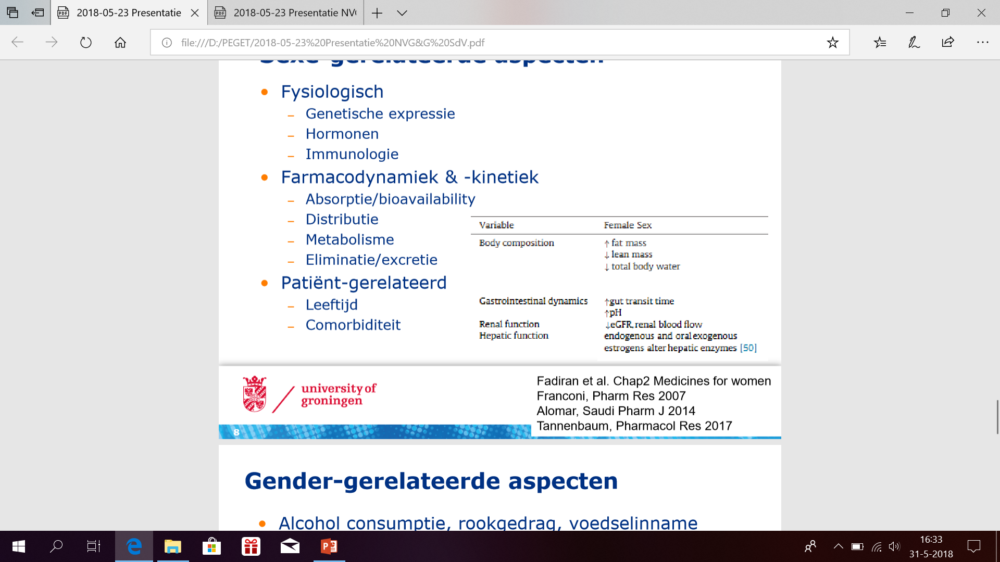 2018-05-23 Presentatie
2018-05-23 Presentatie NV
file:///D:/PEGET/2018-05-23%20Presentatie%20NVG&G%20SdV.pdf
Sexe-gerelateerde aspecten
Fysiologisch
– Genetische expressie
– Hormonen
– Immunologie
Farmacodynamiek & -kinetiek
– Absorptie/bioavailability
– Distributie
– Metabolisme
– Eliminatie/excretie
Patiënt-gerelateerd
– Leeftijd
– Comorbiditeit
Variable Female Sex
Body composition ↑ fat mass
↓ lean mass
↓ total body water
Gastrointestinal dynamics ↑gut transit time
↑pH
Renal function ↓eGFR, renal blood flow
Hepatic function endogenous and oral exogenous
estrogens alter hepatic enzymes [50]
university of
groningen
Fadiran et al. Chap2 Medicines for women
Franconi, Pharm Res 2007
Alomar, Saudi Pharm J 2014
Tannenbaum, Pharmacol Res 2017
8
Gender-gerelateerde aspecten
Alcohol consumptie, rookgedrag, voedselinname
16:33
31-5-2018